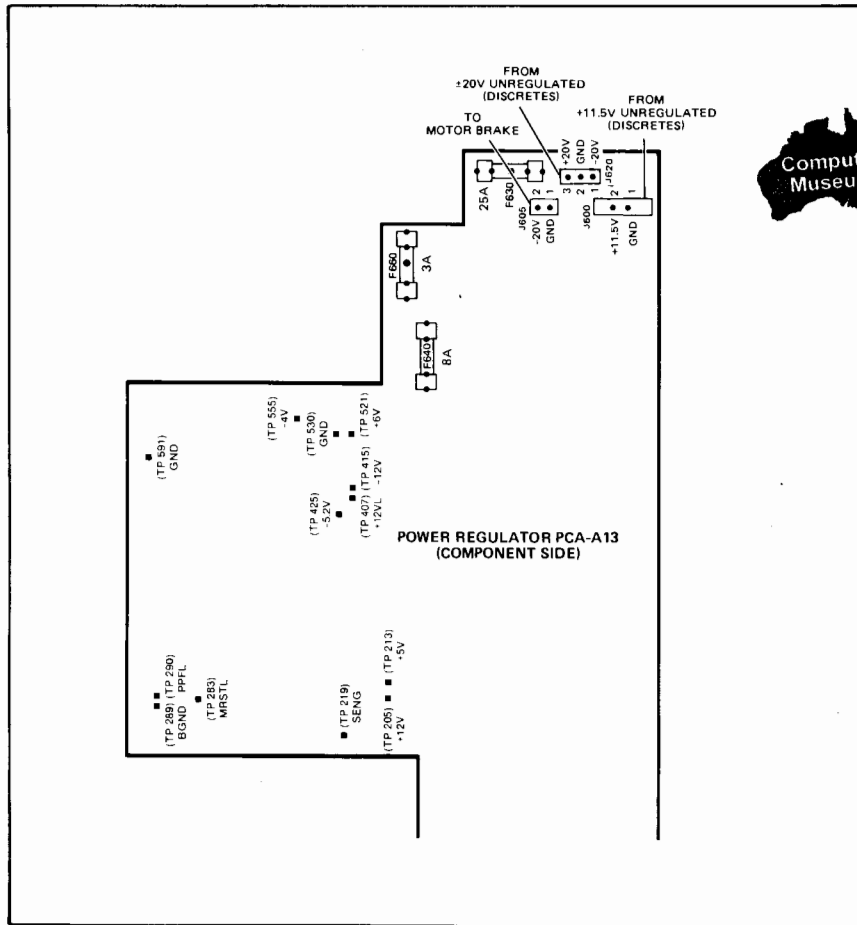 FROM
±20V UNREGULATED
(DISCRETES)
FROM
+11.5V UNREGULATED
(DISCRETES)
TO
MOTOR BRAKE
Comput
Museu
25A
F630
+20V
GND
-20V
3
2
1
J620
2
1
J605
-20V
GND
J600
2
1
+11.5V
GND
F660
3A
F640
8A
(TP 591)
GND
(TP 555)
-4V
(TP 530)
GND
(TP 521)
+6V
(TP 425)
-5.2V
(TP 407)
+12VL
(TP 415)
-12V
POWER REGULATOR PCA-A13
(COMPONENT SIDE)
(TP 289)
BGND
(TP 290)
PPFL
(TP 283)
MRSTL
(TP 219)
SENG
(TP 205)
+12V
(TP 213)
+5V